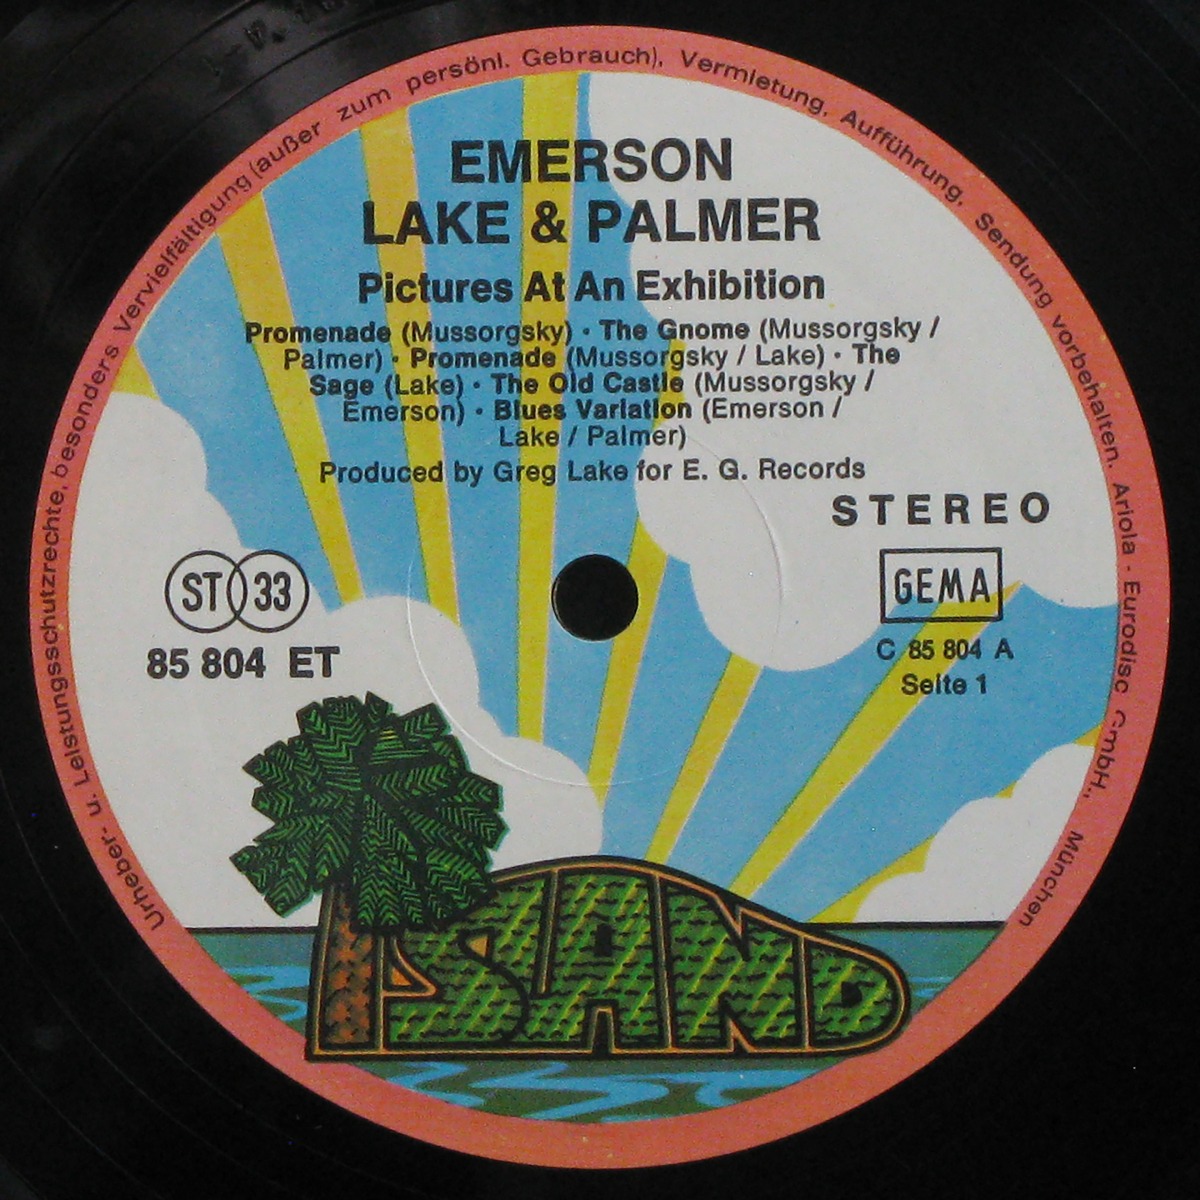 EMERSON
LAKE & PALMER
Pictures At An Exhibition
Promenade (Mussorgsky) · The Gnome (Mussorgsky /
Palmer) · Promenade (Mussorgsky / Lake) · The
Sage (Lake) · The Old Castle (Mussorgsky /
Emerson) · Blues Variation (Emerson /
Lake / Palmer)
Produced by Greg Lake for E. G. Records
STEREO
ST 33
85 804 ET
GEMA
C 85 804 A
Seite 1
ISLAND
Urheber- u. Leistungsschutzrechte, besonders Vervielfältigung (außer zum persönl. Gebrauch), Vermietung, Aufführung, Sendung vorbehalten. Ariola - Eurodisc GmbH., München